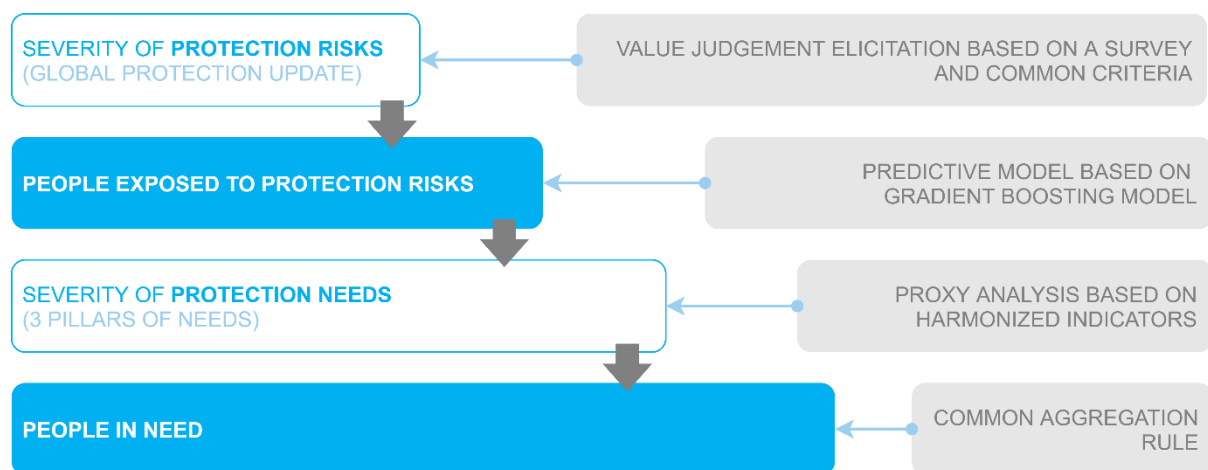 SEVERITY OF PROTECTION RISKS
(GLOBAL PROTECTION UPDATE)
VALUE JUDGEMENT ELICITATION BASED ON A SURVEY
AND COMMON CRITERIA
PEOPLE EXPOSED TO PROTECTION RISKS
PREDICTIVE MODEL BASED ON
GRADIENT BOOSTING MODEL
SEVERITY OF PROTECTION NEEDS
(3 PILLARS OF NEEDS)
PROXY ANALYSIS BASED ON
HARMONIZED INDICATORS
PEOPLE IN NEED
COMMON AGGREGATION
RULE